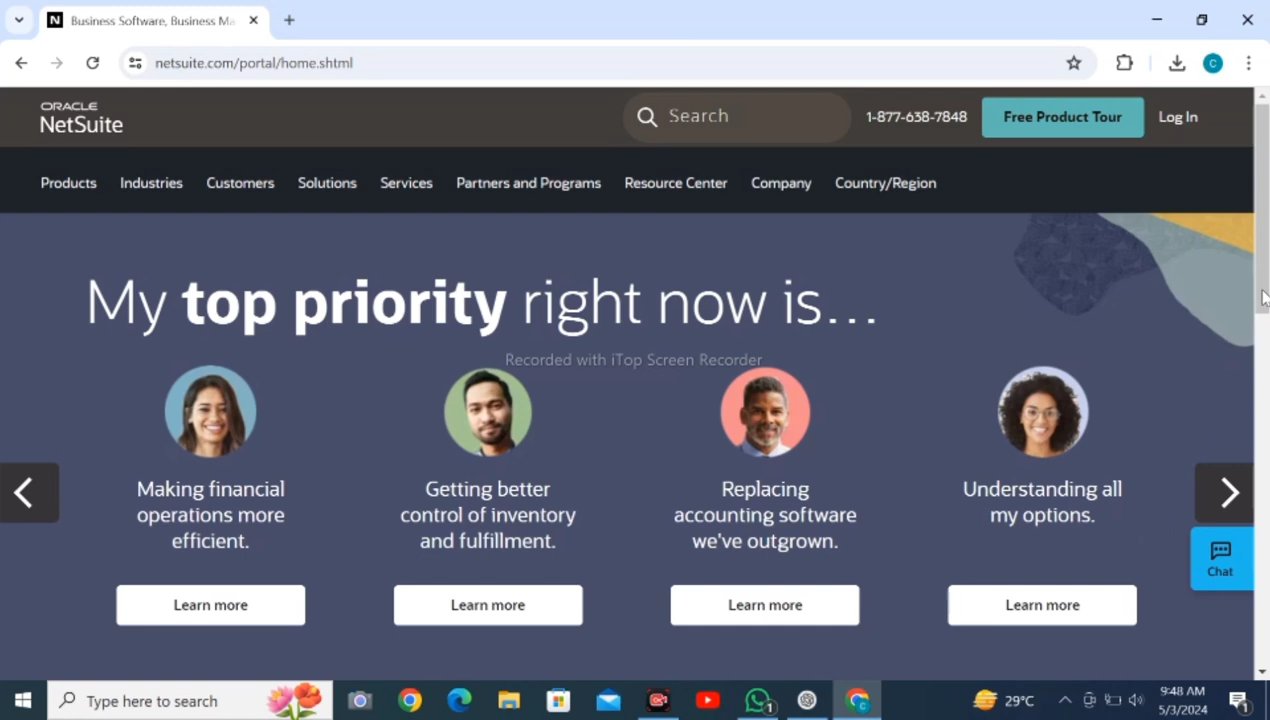 Business Software, Business Ma
netsuite.com/portal/home.shtml
C
ORACLE
NetSuite
Search
1-877-638-7848
Free Product Tour
Log In
Products
Industries
Customers
Solutions
Services
Partners and Programs
Resource Center
Company
Country/Region
My top priority right now is...
Recorded with iTop Screen Recorder
Making financial
operations more
efficient.
Learn more
Getting better
control of inventory
and fulfillment.
Learn more
Replacing
accounting software
we've outgrown.
Learn more
Understanding all
my options.
Learn more
Chat
Type here to search
1
29°C
9:48 AM
5/3/2024
1